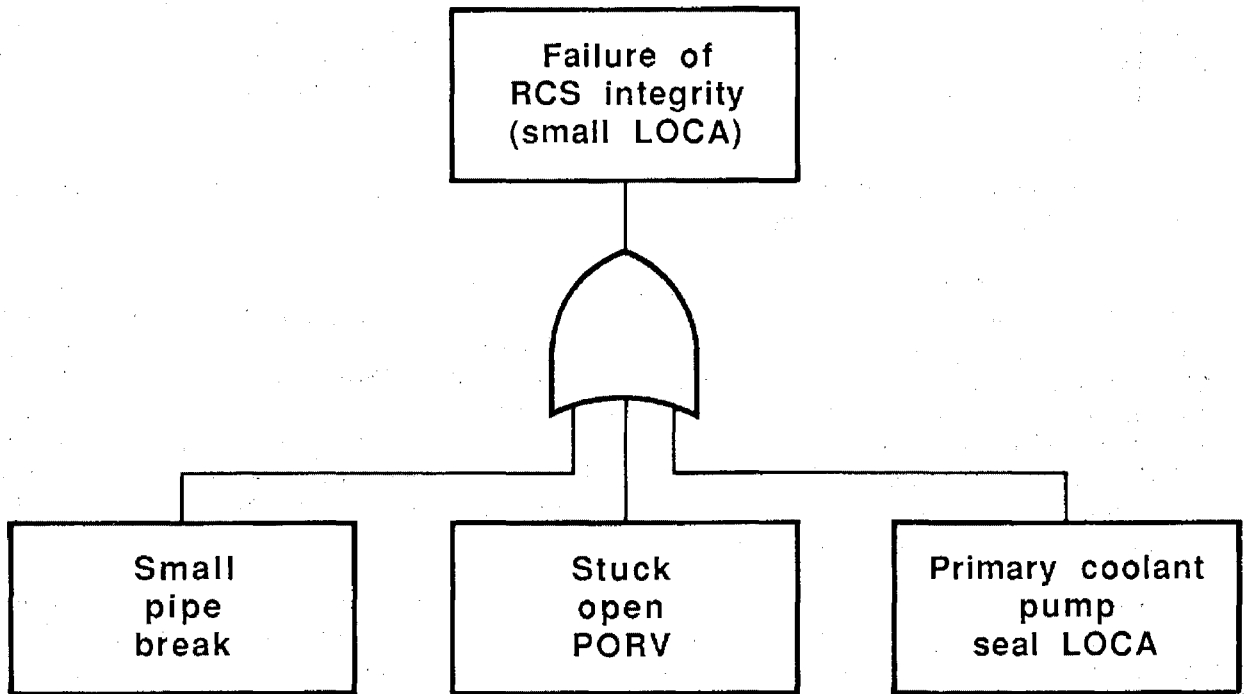 Failure of
RCS integrity
(small LOCA)
Small
pipe
break
Stuck
open
PORV
Primary coolant
pump
seal LOCA